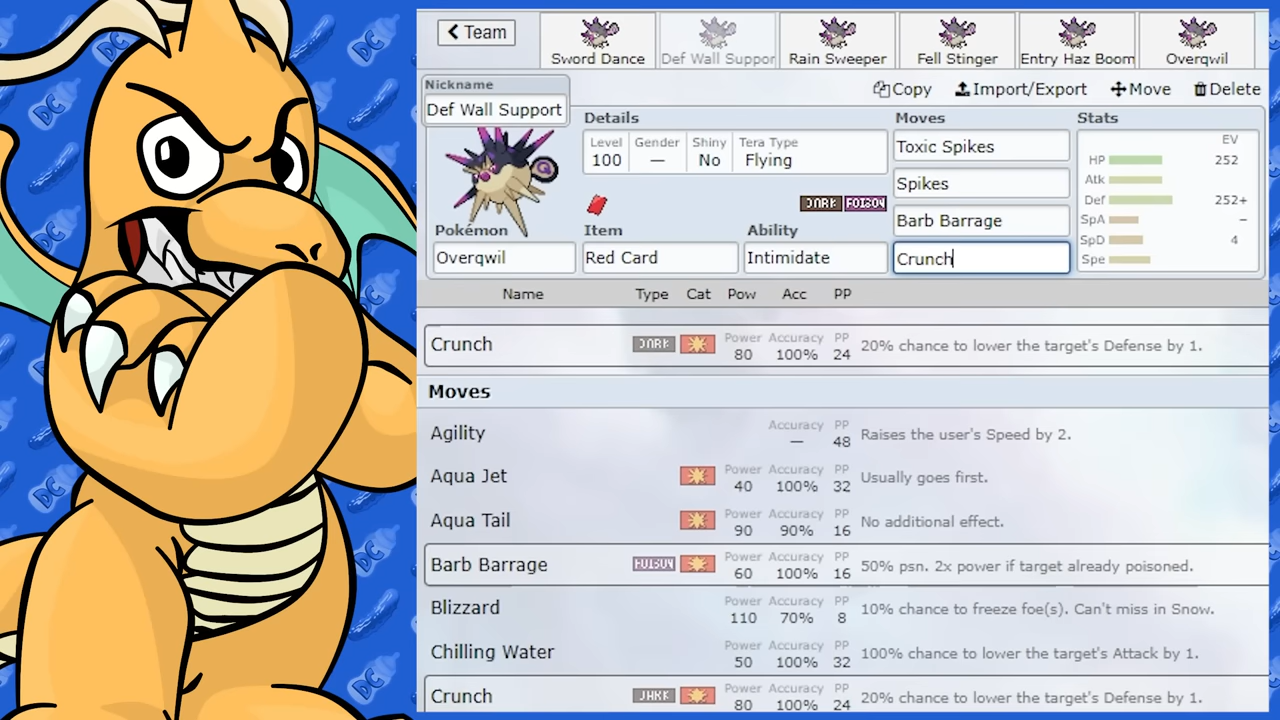 Team
Sword Dance
Def Wall Suppor
Rain Sweeper
Fell Stinger
Entry Haz Boom
Overqwil
Copy
Import/Export
Move
Delete
Nickname
Def Wall Support
Details
Level
100
Gender
—
Shiny
No
Tera Type
Flying
DARK POISON
Pokémon
Overqwil
Item
Red Card
Ability
Intimidate
Moves
Toxic Spikes
Spikes
Barb Barrage
Crunch
Stats
EV
HP 252
Atk
Def 252+
SpA –
SpD 4
Spe
Name Type Cat Pow Acc PP
Crunch DARK Power 80 Accuracy 100% PP 24 20% chance to lower the target's Defense by 1.
Moves
Agility Accuracy — PP 48 Raises the user's Speed by 2.
Aqua Jet Power 40 Accuracy 100% PP 32 Usually goes first.
Aqua Tail Power 90 Accuracy 90% PP 16 No additional effect.
Barb Barrage POISON Power 60 Accuracy 100% PP 16 50% psn. 2x power if target already poisoned.
Blizzard Power 110 Accuracy 70% PP 8 10% chance to freeze foe(s). Can't miss in Snow.
Chilling Water Power 50 Accuracy 100% PP 32 100% chance to lower the target's Attack by 1.
Crunch DARK Power 80 Accuracy 100% PP 24 20% chance to lower the target's Defense by 1.
DC
DC
DC
DC
DC
DC